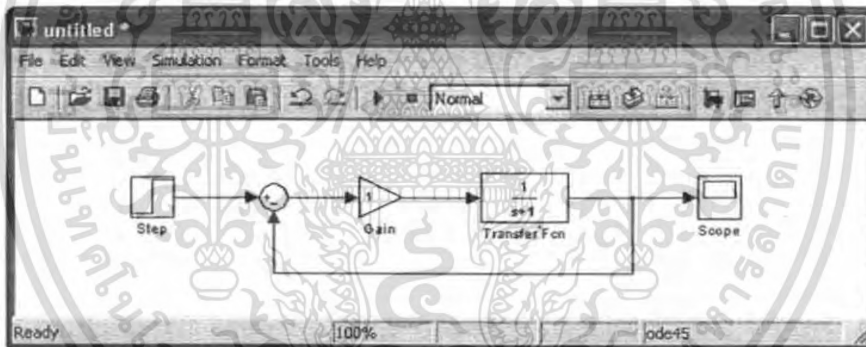 untitled *
File Edit View Simulation Format Tools Help
Normal
+
-
1
1
s+1
Step
Gain
Transfer Fcn
Scope
Ready
100%
ode45